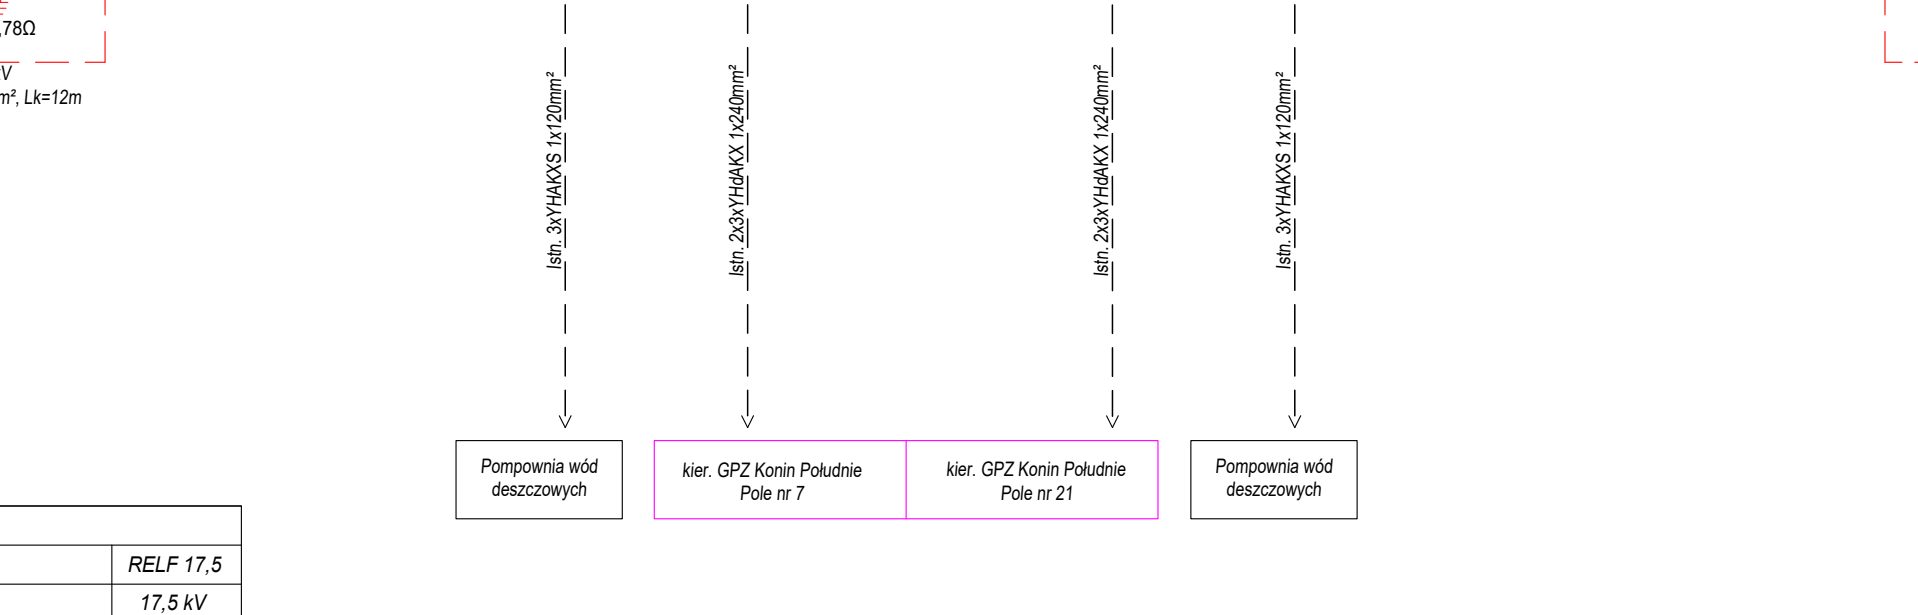 ,78Ω
V
m², Lk=12m
Istn. 3xYHAKXS 1x120mm²
Istn. 2x3xYHdAKX 1x240mm²
Istn. 2x3xYHdAKX 1x240mm²
Istn. 3xYHAKXS 1x120mm²
Pompownia wód
deszczowych
kier. GPZ Konin Południe
Pole nr 7
kier. GPZ Konin Południe
Pole nr 21
Pompownia wód
deszczowych
RELF 17,5
17,5 kV